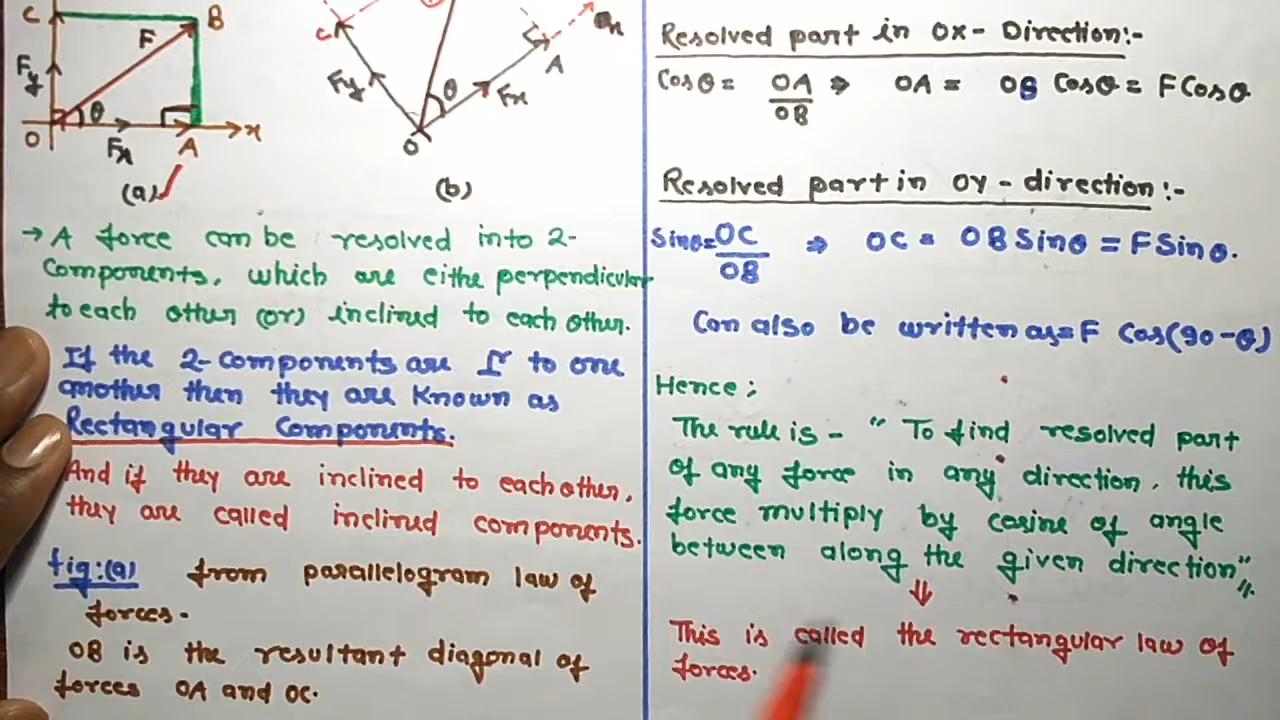 C
B
F
Fy
θ
O
Fx
A
x
(a)
C
Fy
θ
Fx
A
O
(b)
→ A force can be resolved into 2-
Components, which are eithe perpendicular
to each other (or) inclined to each other.
If the 2-Components are ⊥r to one
another then they are Known as
Rectangular Components.
And if they are inclined to each other,
they are called inclined components.
fig:(a) from parallelogram law of
forces.
OB is the resultant diagonal of
forces OA and OC.
Resolved part in OX-Direction:-
Cosθ = OA/OB ⇒ OA = OB Cosθ = F Cosθ
Resolved part in OY-direction:-
Sinθ = OC/OB ⇒ OC = OB Sinθ = F Sinθ.
Can also be written as = F Cos(90-θ)
Hence;
The rule is - " To find resolved part
of any force in any direction, this
force multiply by cosine of angle
between along the given direction"
⇓
This is called the rectangular law of
forces.